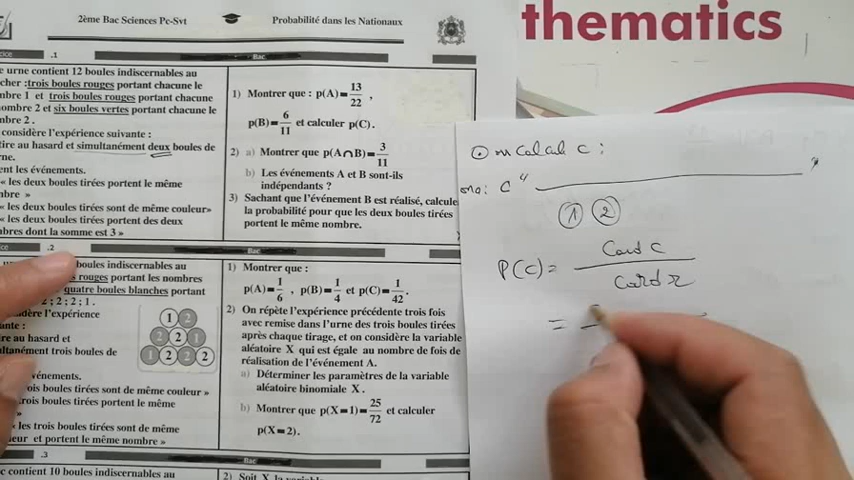 2ème Bac Sciences Pc-Svt
Probabilité dans les Nationaux
thematics
.1
Bac
urne contient 12 boules indiscernables au
cher :trois boules rouges portant chacune le
mbre 1 et trois boules rouges portant chacune
ombre 2 et six boules vertes portant chacune
mbre 2 .
considère l'expérience suivante :
tire au hasard et simultanément deux boules de
rne.
ent les événements.
« les deux boules tirées portent le même
mbre »
« les deux boules tirées sont de même couleur»
« les deux boules tirées portent des deux
mbres dont la somme est 3 »
1) Montrer que : p(A)=13/22 ,
p(B)=6/11 et calculer p(C).
2) a) Montrer que p(A∩B)=3/11
b) Les événements A et B sont-ils
indépendants ?
3) Sachant que l'événement B est réalisé, calcule
la probabilité pour que les deux boules tirées
portent le même nombre.
.2
Bac
boules indiscernables au
s rouges portant les nombres
quatre boules blanches portant
2 ; 2 ; 2 ; 1 .
dère l'expérience
ante :
re au hasard et
ultanément trois boules de
vénements.
ois boules tirées sont de même couleur »
rois boules tirées portent le même
»
les trois boules tirées sont de même
leur et portent le même nombre »
1 2
2 2 1
1 2 2 2
1) Montrer que :
p(A)=1/6 , p(B)=1/4 et p(C)=1/42 .
2) On répète l'expérience précédente trois fois
avec remise dans l'urne des trois boules tirées
après chaque tirage, et on considère la variable
aléatoire X qui est égale au nombre de fois de
réalisation de l'événement A.
a) Déterminer les paramètres de la variable
aléatoire binomiale X .
b) Montrer que p(X=1)=25/72 et calculer
p(X=2).
.3
Bac
e contient 10 boules indiscernables au
2) Soit X la variable
calcul C :
C "
"
1 2
P(C)= Card C / Card Ω
=